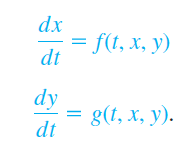 dx/dt = f(t, x, y)
dy/dt = g(t, x, y).